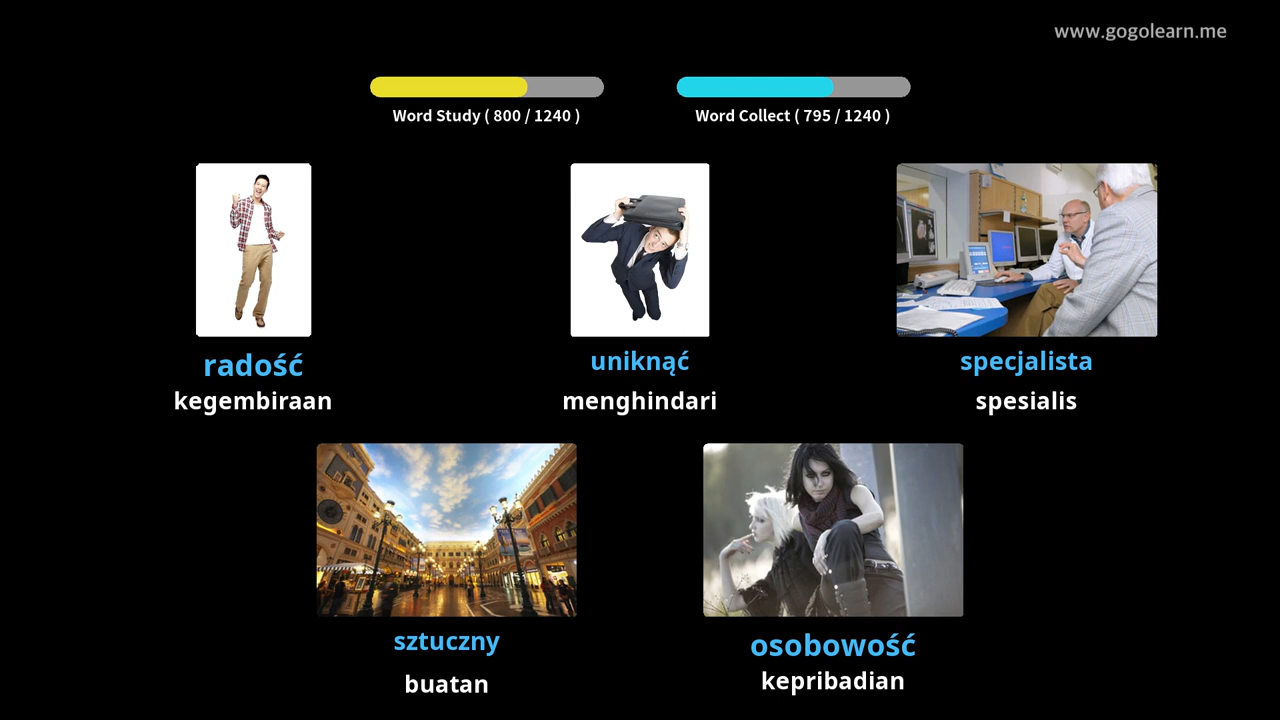 www.gogolearn.me
Word Study ( 800 / 1240 )
Word Collect ( 795 / 1240 )
radość
kegembiraan
uniknąć
menghindari
specjalista
spesialis
sztuczny
buatan
osobowość
kepribadian